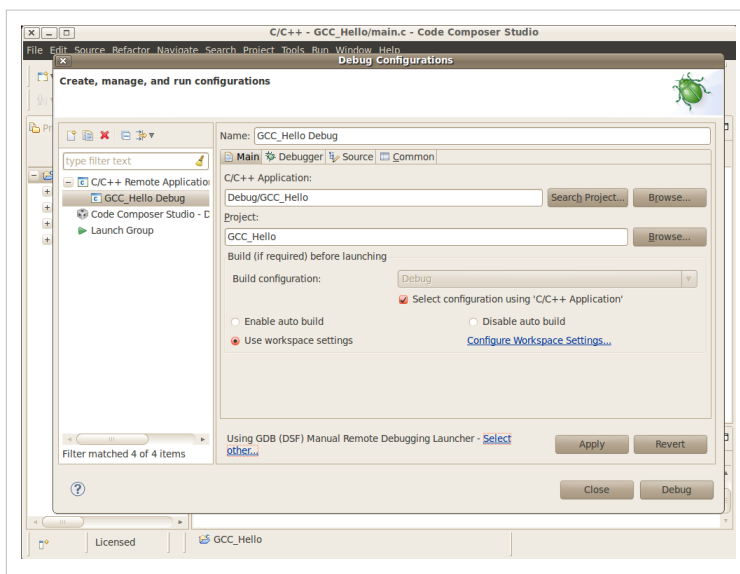 C/C++ - GCC_Hello/main.c - Code Composer Studio
File Edit Source Refactor Navigate Search Project Tools Run Window Help
Debug Configurations
Create, manage, and run configurations
Pr
Name: GCC_Hello Debug
type filter text
Main Debugger Source Common
C/C++ Remote Applicatio
C/C++ Application:
GCC_Hello Debug
Debug/GCC_Hello Search Project... Browse...
Code Composer Studio - D
Project:
Launch Group
GCC_Hello Browse...
Build (if required) before launching
Build configuration: Debug
Select configuration using 'C/C++ Application'
Enable auto build Disable auto build
Use workspace settings Configure Workspace Settings...
Using GDB (DSF) Manual Remote Debugging Launcher - Select
other...
Apply Revert
Filter matched 4 of 4 items
Close Debug
Licensed GCC_Hello